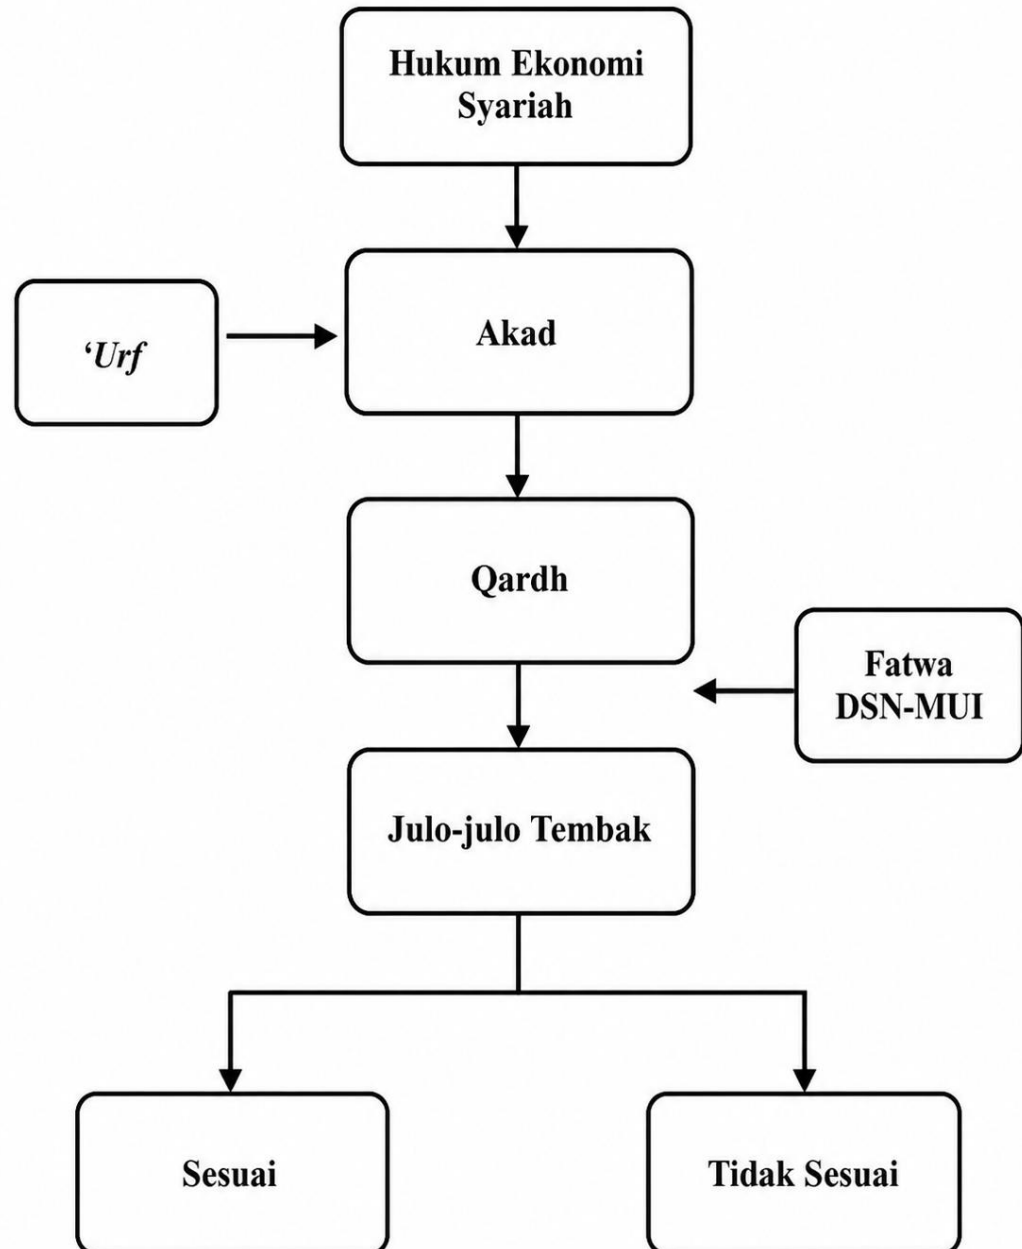 Hukum Ekonomi
Syariah
‘Urf
Akad
Qardh
Fatwa
DSN-MUI
Julo-julo Tembak
Sesuai
Tidak Sesuai